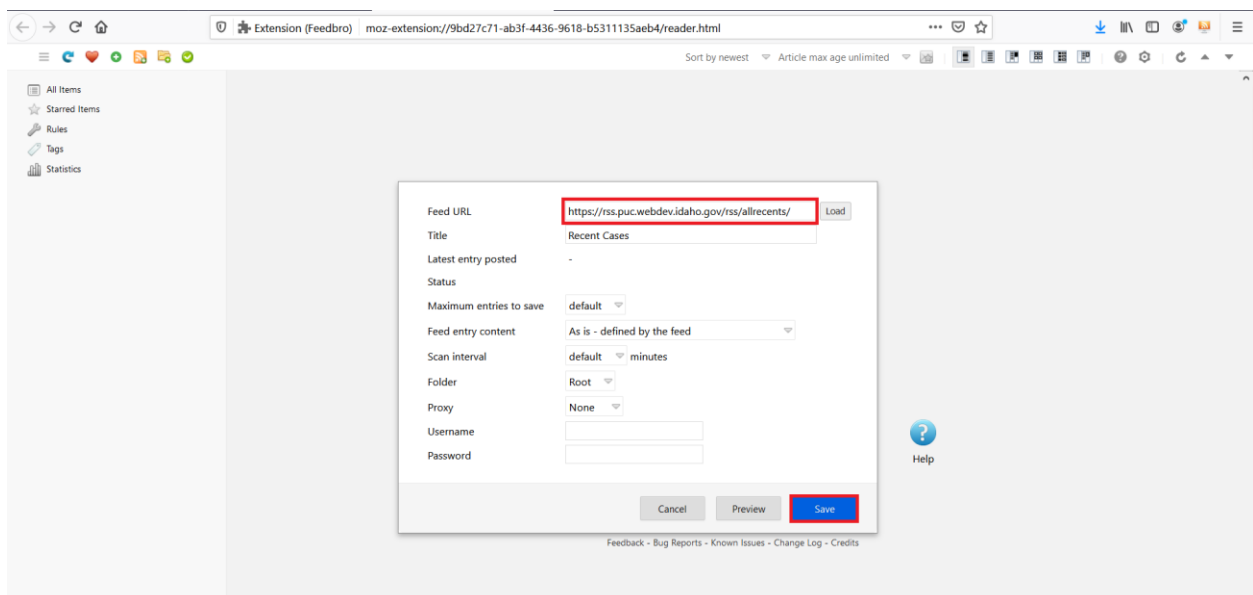 Extension (Feedbro) moz-extension://9bd27c71-ab3f-4436-9618-b5311135aeb4/reader.html
Sort by newest Article max age unlimited
All Items
Starred Items
Rules
Tags
Statistics
Feed URL https://rss.puc.webdev.idaho.gov/rss/allrecents/ Load
Title Recent Cases
Latest entry posted -
Status
Maximum entries to save default
Feed entry content As is - defined by the feed
Scan interval default minutes
Folder Root
Proxy None
Username
Password
Help
Cancel Preview Save
Feedback - Bug Reports - Known Issues - Change Log - Credits